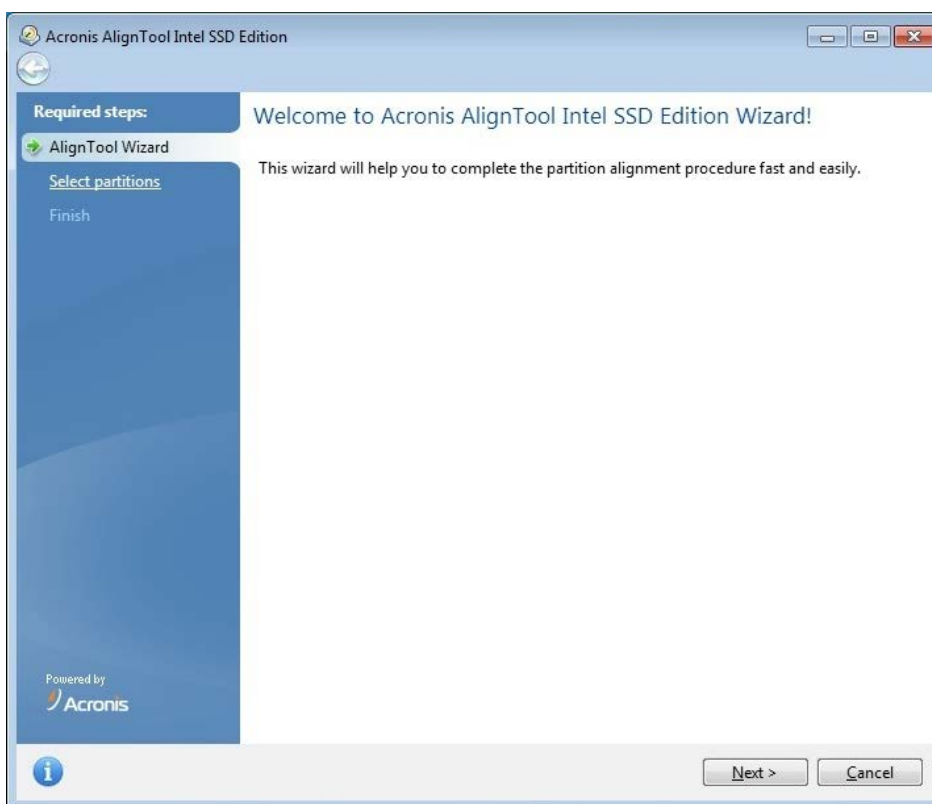 Acronis AlignTool Intel SSD Edition
Required steps:
AlignTool Wizard
Select partitions
Finish
Welcome to Acronis AlignTool Intel SSD Edition Wizard!
This wizard will help you to complete the partition alignment procedure fast and easily.
Powered by
Acronis
Next >
Cancel